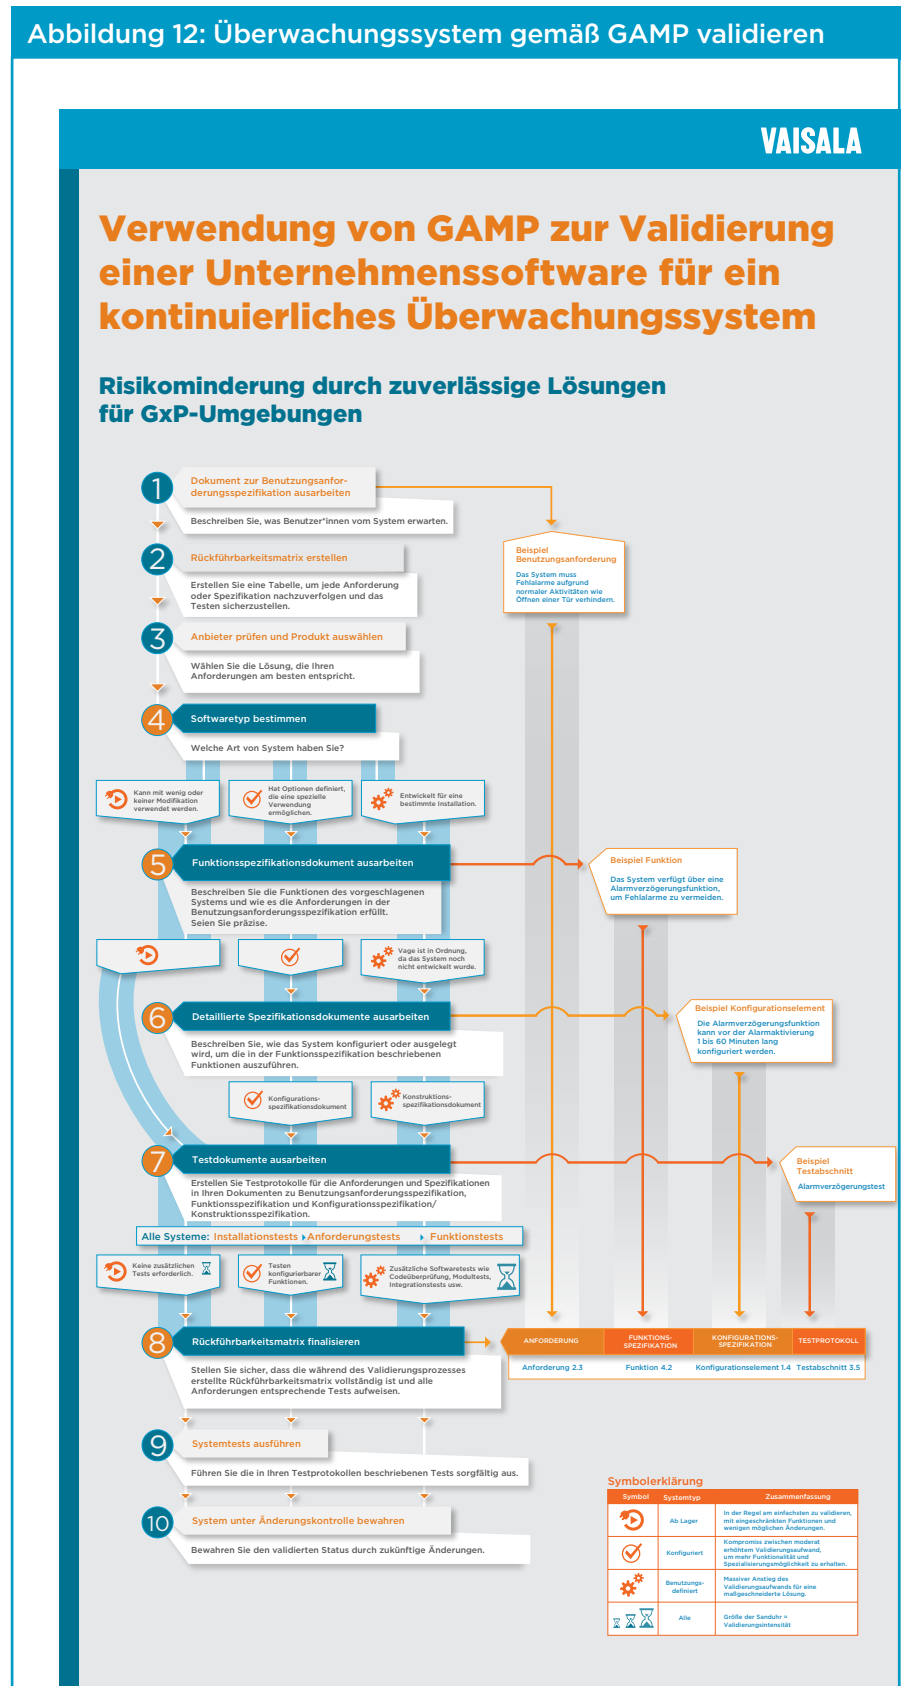 Abbildung 12: Überwachungssystem gemäß GAMP validieren
VAISALA
Verwendung von GAMP zur Validierung
einer Unternehmenssoftware für ein
kontinuierliches Überwachungssystem
Risikominderung durch zuverlässige Lösungen
für GxP-Umgebungen
1
Dokument zur Benutzungsanfor-
derungsspezifikation ausarbeiten
Beschreiben Sie, was Benutzer*innen vom System erwarten.
Beispiel
Benutzungsanforderung
Das System muss
Fehlalarme aufgrund
normaler Aktivitäten wie
Öffnen einer Tür verhindern.
2
Rückführbarkeitsmatrix erstellen
Erstellen Sie eine Tabelle, um jede Anforderung
oder Spezifikation nachzuverfolgen und das
Testen sicherzustellen.
3
Anbieter prüfen und Produkt auswählen
Wählen Sie die Lösung, die Ihren
Anforderungen am besten entspricht.
4
Softwaretyp bestimmen
Welche Art von System haben Sie?
Kann mit wenig oder
keiner Modifikation
verwendet werden.
Hat Optionen definiert,
die eine spezielle
Verwendung
ermöglichen.
Entwickelt für eine
bestimmte Installation.
5
Funktionsspezifikationsdokument ausarbeiten
Beschreiben Sie die Funktionen des vorgeschlagenen
Systems und wie es die Anforderungen in der
Benutzungsanforderungsspezifikation erfüllt.
Seien Sie präzise.
Beispiel Funktion
Das System verfügt über eine
Alarmverzögerungsfunktion,
um Fehlalarme zu vermeiden.
Vage ist in Ordnung,
da das System noch
nicht entwickelt wurde.
6
Detaillierte Spezifikationsdokumente ausarbeiten
Beschreiben Sie, wie das System konfiguriert oder ausgelegt
wird, um die in der Funktionsspezifikation beschriebenen
Funktionen auszuführen.
Beispiel Konfigurationselement
Die Alarmverzögerungsfunktion
kann vor der Alarmaktivierung
1 bis 60 Minuten lang
konfiguriert werden.
Konfigurations-
spezifikationsdokument
Konstruktions-
spezifikationsdokument
7
Testdokumente ausarbeiten
Erstellen Sie Testprotokolle für die Anforderungen und Spezifikationen
in Ihren Dokumenten zu Benutzungsanforderungsspezifikation,
Funktionsspezifikation und Konfigurationsspezifikation/
Konstruktionsspezifikation.
Beispiel
Testabschnitt
Alarmverzögerungstest
Alle Systeme: Installationstests Anforderungstests Funktionstests
Keine zusätzlichen
Tests erforderlich.
Testen
konfigurierbarer
Funktionen.
Zusätzliche Softwaretests wie
Codeüberprüfung, Modultests,
Integrationstests usw.
8
Rückführbarkeitsmatrix finalisieren
Stellen Sie sicher, dass die während des Validierungsprozesses
erstellte Rückführbarkeitsmatrix vollständig ist und alle
Anforderungen entsprechende Tests aufweisen.
ANFORDERUNG
FUNKTIONS-
SPEZIFIKATION
KONFIGURATIONS-
SPEZIFIKATION
TESTPROTOKOLL
Anforderung 2.3 Funktion 4.2 Konfigurationselement 1.4 Testabschnitt 3.5
9
Systemtests ausführen
Führen Sie die in Ihren Testprotokollen beschriebenen Tests sorgfältig aus.
10
System unter Änderungskontrolle bewahren
Bewahren Sie den validierten Status durch zukünftige Änderungen.
Symbolerklärung
Symbol Systemtyp Zusammenfassung
Ab Lager
In der Regel am einfachsten zu validieren,
mit eingeschränkten Funktionen und
wenigen möglichen Änderungen.
Konfiguriert
Kompromiss zwischen moderat
erhöhtem Validierungsaufwand,
um mehr Funktionalität und
Spezialisierungsmöglichkeit zu erhalten.
Benutzungs-
definiert
Massiver Anstieg des
Validierungsaufwands für eine
maßgeschneiderte Lösung.
Alle
Größe der Sanduhr =
Validierungsintensität